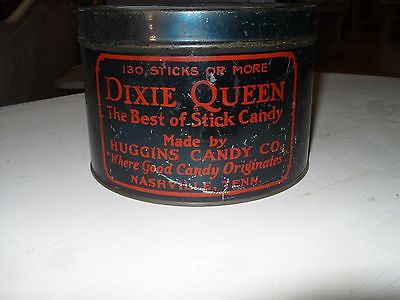 130 STICKS OR MORE
DIXIE QUEEN
The Best of Stick Candy
Made by
HUGGINS CANDY CO.
"Where Good Candy Originates"
NASHVILLE, TENN.